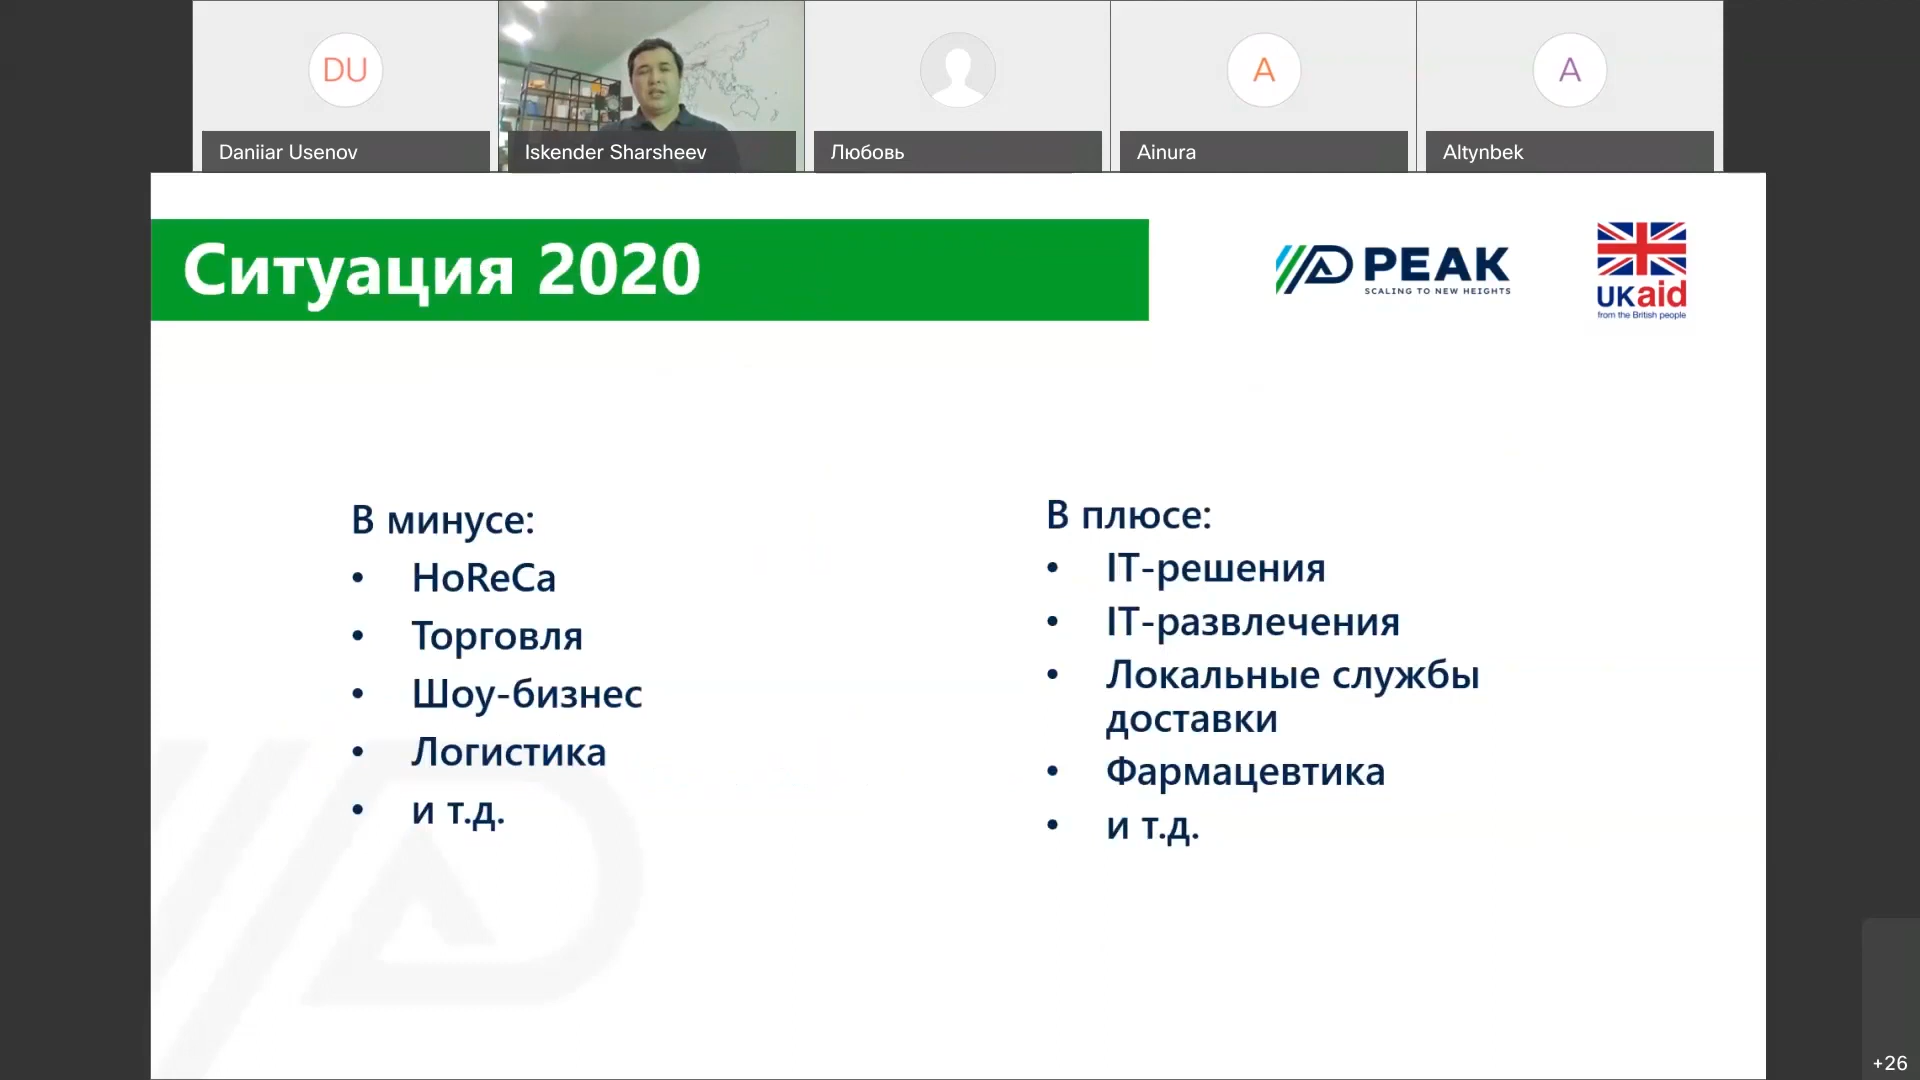 DU
A
A
Daniiar Usenov
Iskender Sharsheev
Любовь
Ainura
Altynbek
Ситуация 2020
PEAK
SCALING TO NEW HEIGHTS
UKaid
from the British people
В минусе:
• HoReCa
• Торговля
• Шоу-бизнес
• Логистика
• и т.д.
В плюсе:
• IT-решения
• IT-развлечения
• Локальные службы
доставки
• Фармацевтика
• и т.д.
+26